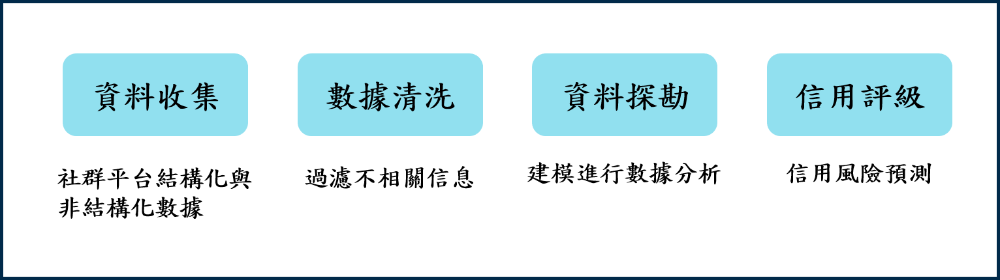 資料收集
數據清洗
資料探勘
信用評級
社群平台結構化與
非結構化數據
過濾不相關信息
建模進行數據分析
信用風險預測